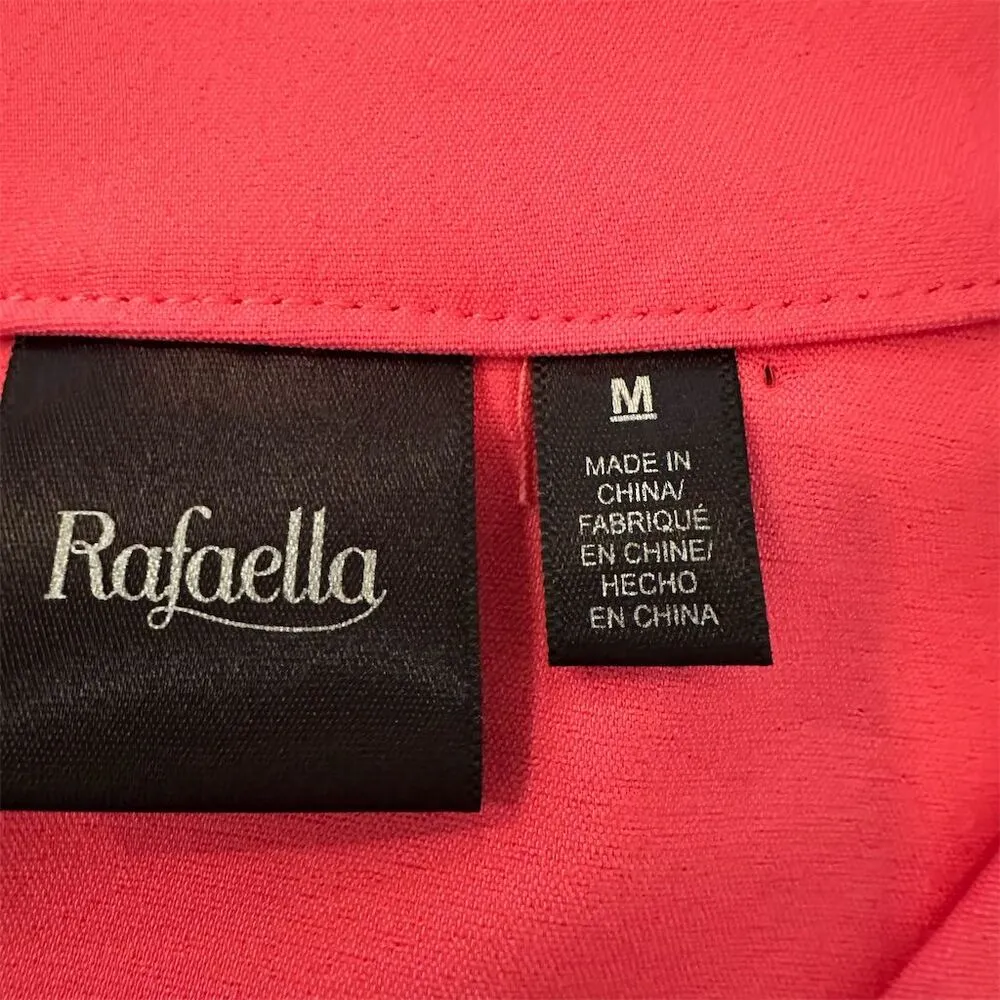 Rafaella
M
MADE IN
CHINA/
FABRIQUÉ
EN CHINE/
HECHO
EN CHINA